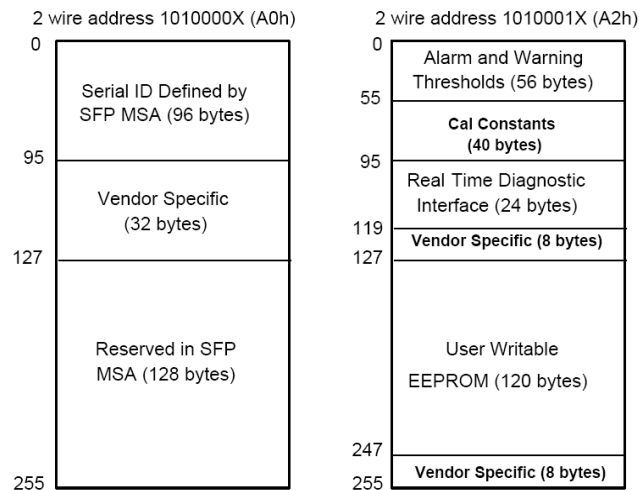 2 wire address 1010000X (A0h)
0
Serial ID Defined by
SFP MSA (96 bytes)
95
Vendor Specific
(32 bytes)
127
Reserved in SFP
MSA (128 bytes)
255
2 wire address 1010001X (A2h)
0
Alarm and Warning
Thresholds (56 bytes)
55
Cal Constants
(40 bytes)
95
Real Time Diagnostic
Interface (24 bytes)
119
Vendor Specific (8 bytes)
127
User Writable
EEPROM (120 bytes)
247
Vendor Specific (8 bytes)
255